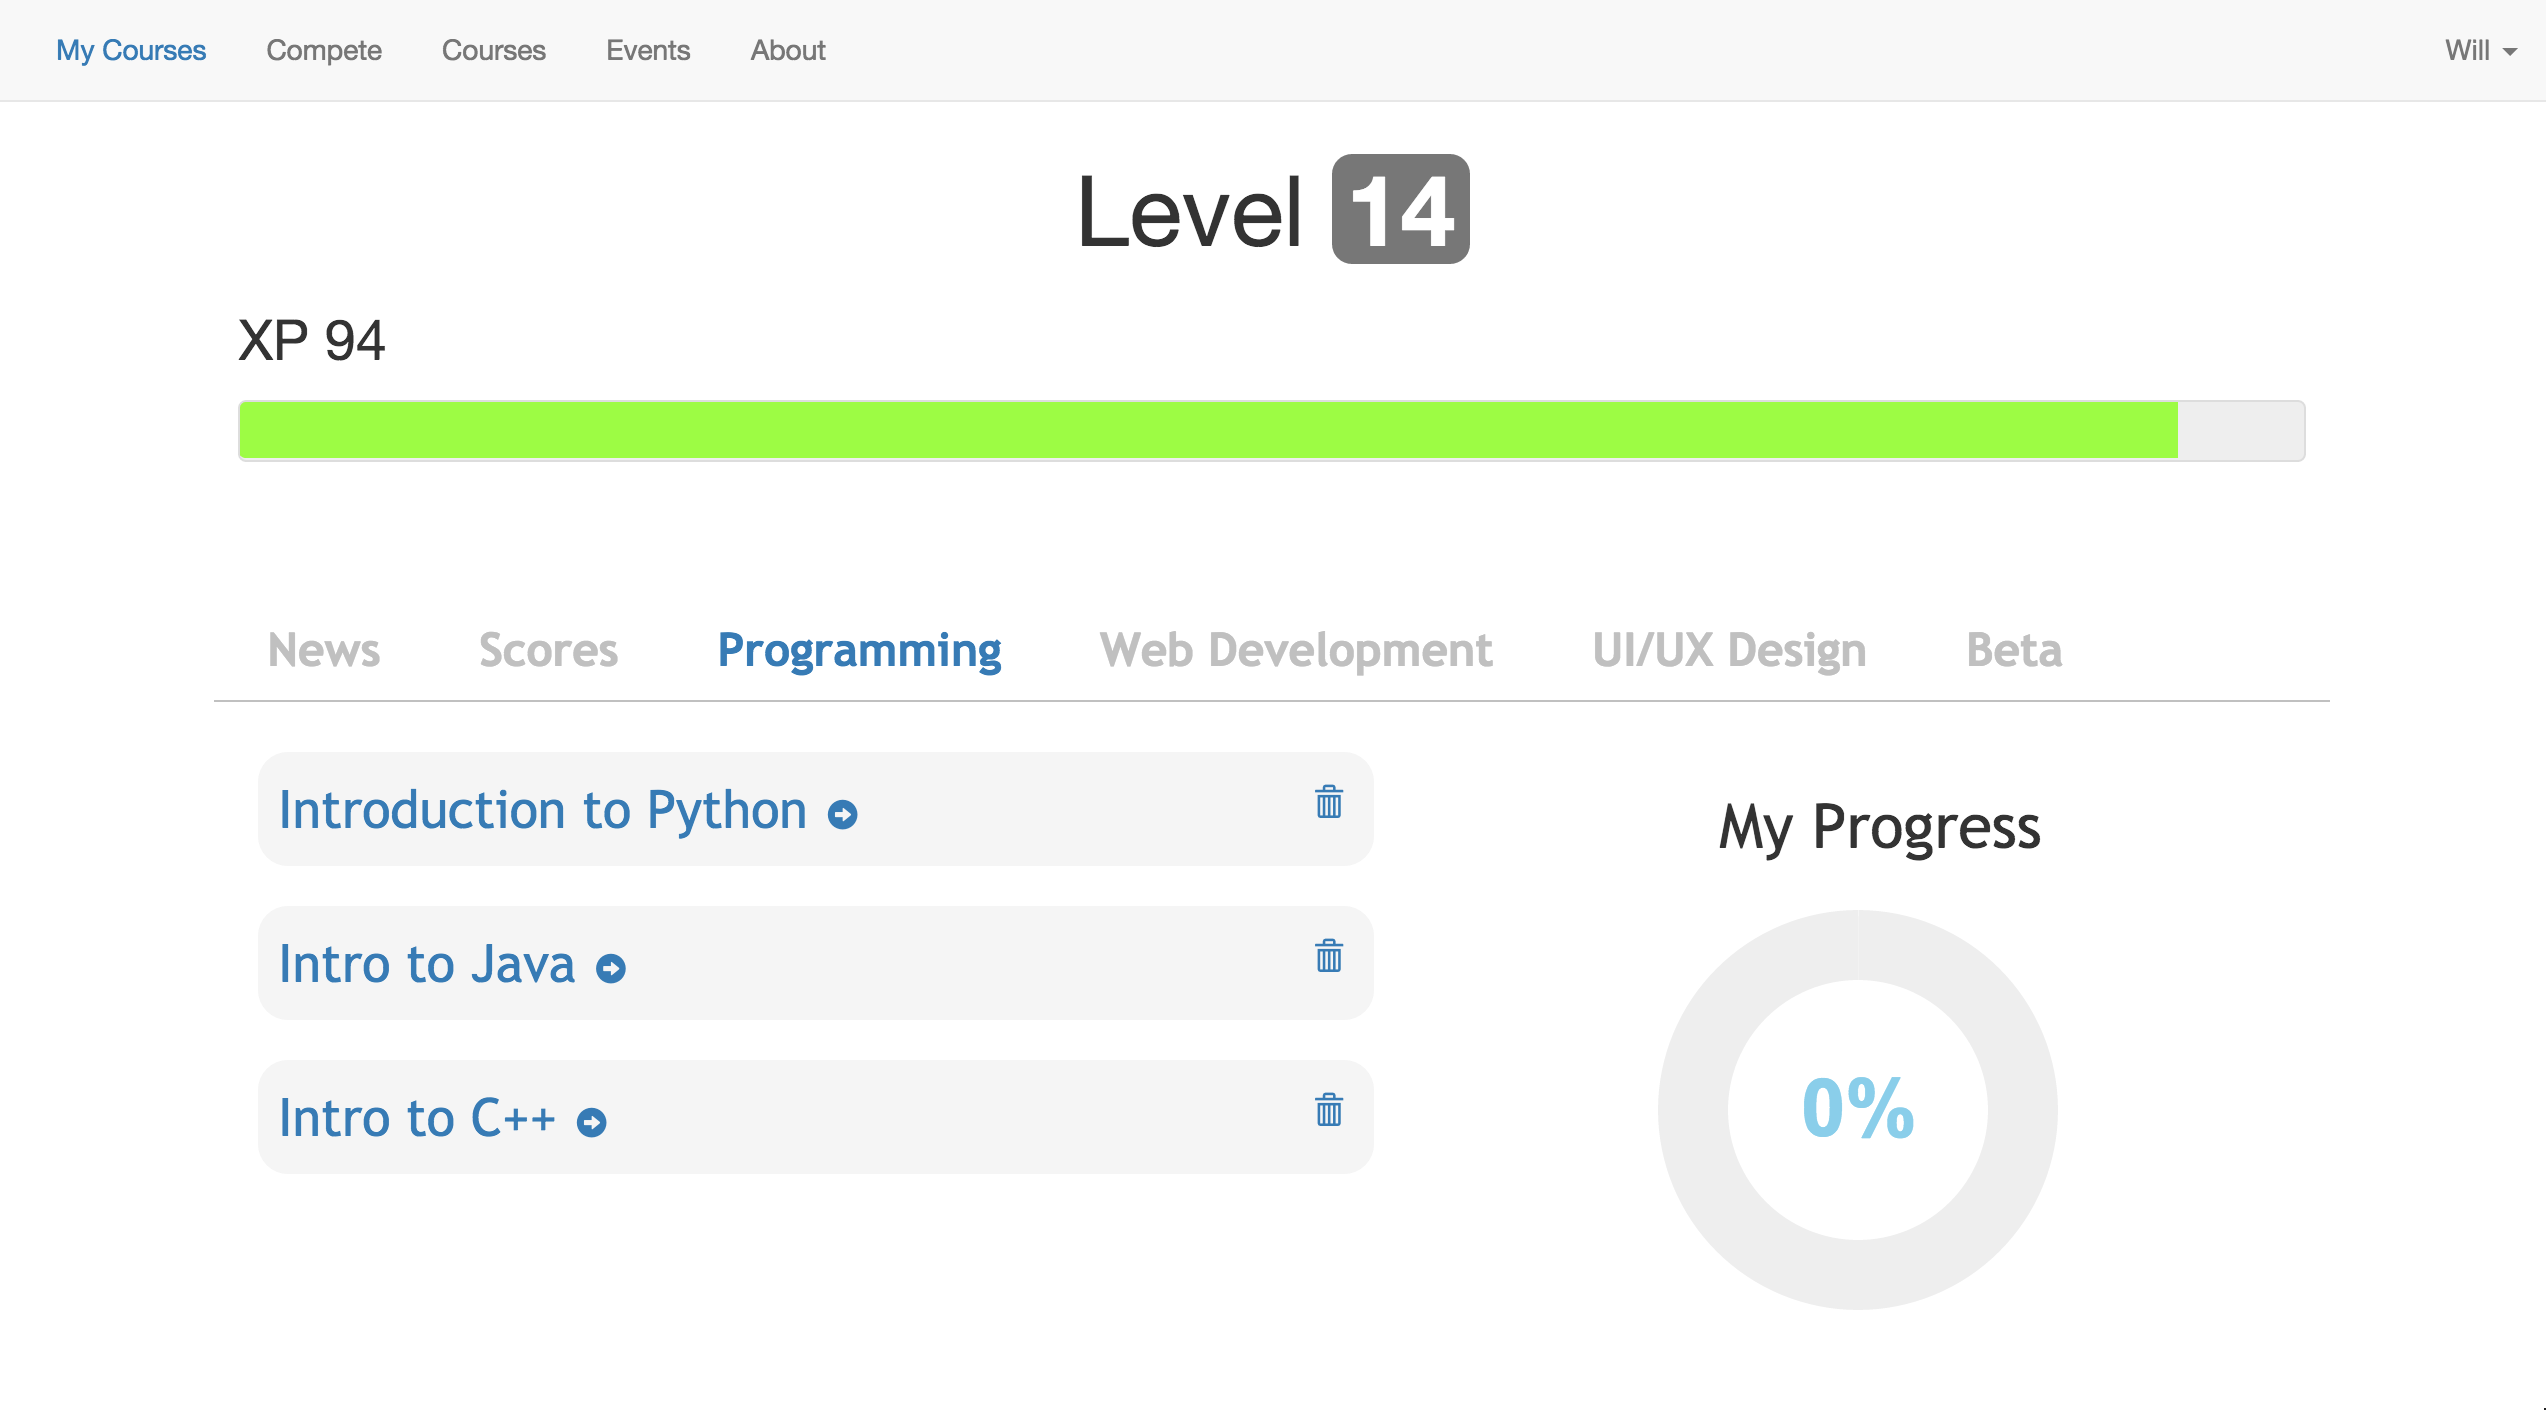 My Courses Compete Courses Events About Will
Level 14
XP 94
News Scores Programming Web Development UI/UX Design Beta
Introduction to Python
My Progress
Intro to Java
Intro to C++
0%